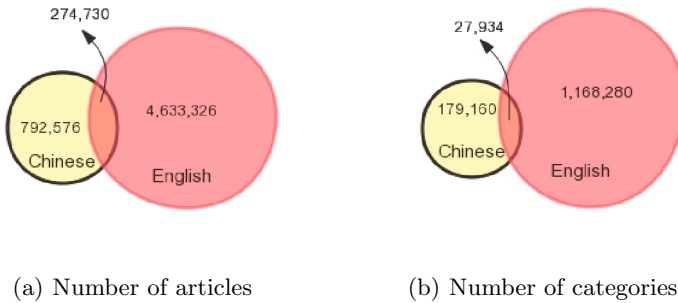 274,730
792,576
4,633,326
Chinese
English
(a) Number of articles
27,934
179,160
1,168,280
Chinese
English
(b) Number of categories